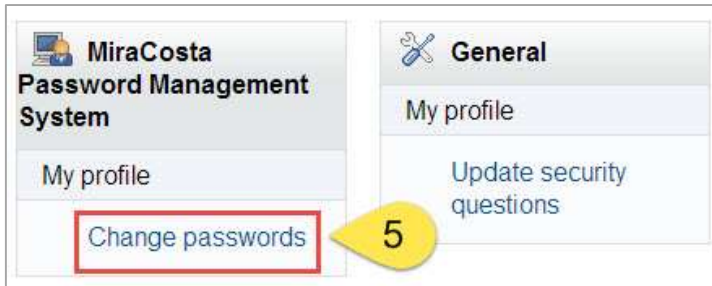 MiraCosta
Password Management
System
My profile
Change passwords
5
General
My profile
Update security
questions